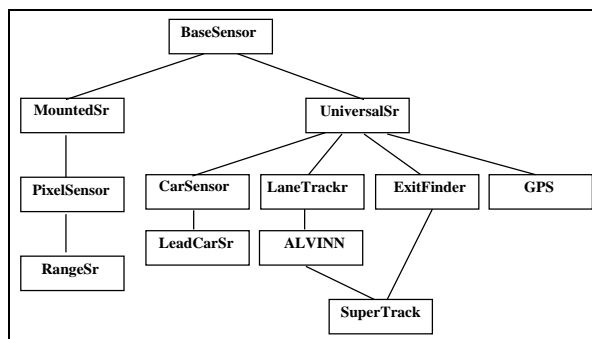 BaseSensor
MountedSr
UniversalSr
PixelSensor
CarSensor
LaneTrackr
ExitFinder
GPS
LeadCarSr
ALVINN
RangeSr
SuperTrack